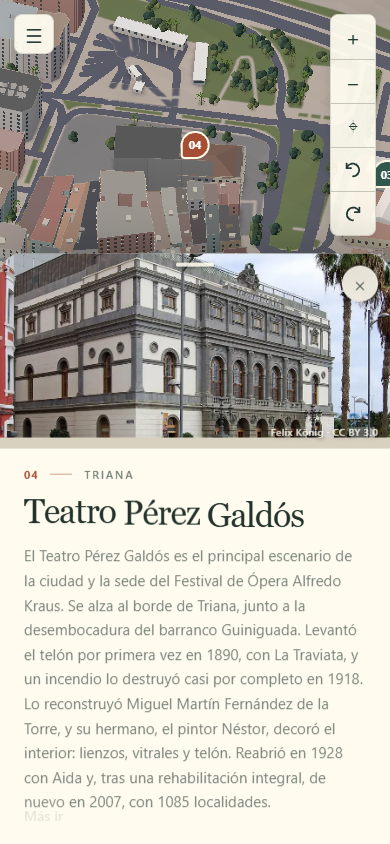 04
03
Felix König · CC BY 3.0
04 — TRIANA
Teatro Pérez Galdós
El Teatro Pérez Galdós es el principal escenario de
la ciudad y la sede del Festival de Ópera Alfredo
Kraus. Se alza al borde de Triana, junto a la
desembocadura del barranco Guiniguada. Levantó
el telón por primera vez en 1890, con La Traviata, y
un incendio lo destruyó casi por completo en 1918.
Lo reconstruyó Miguel Martín Fernández de la
Torre, y su hermano, el pintor Néstor, decoró el
interior: lienzos, vitrales y telón. Reabrió en 1928
con Aida y, tras una rehabilitación integral, de
nuevo en 2007, con 1085 localidades.
Más ir